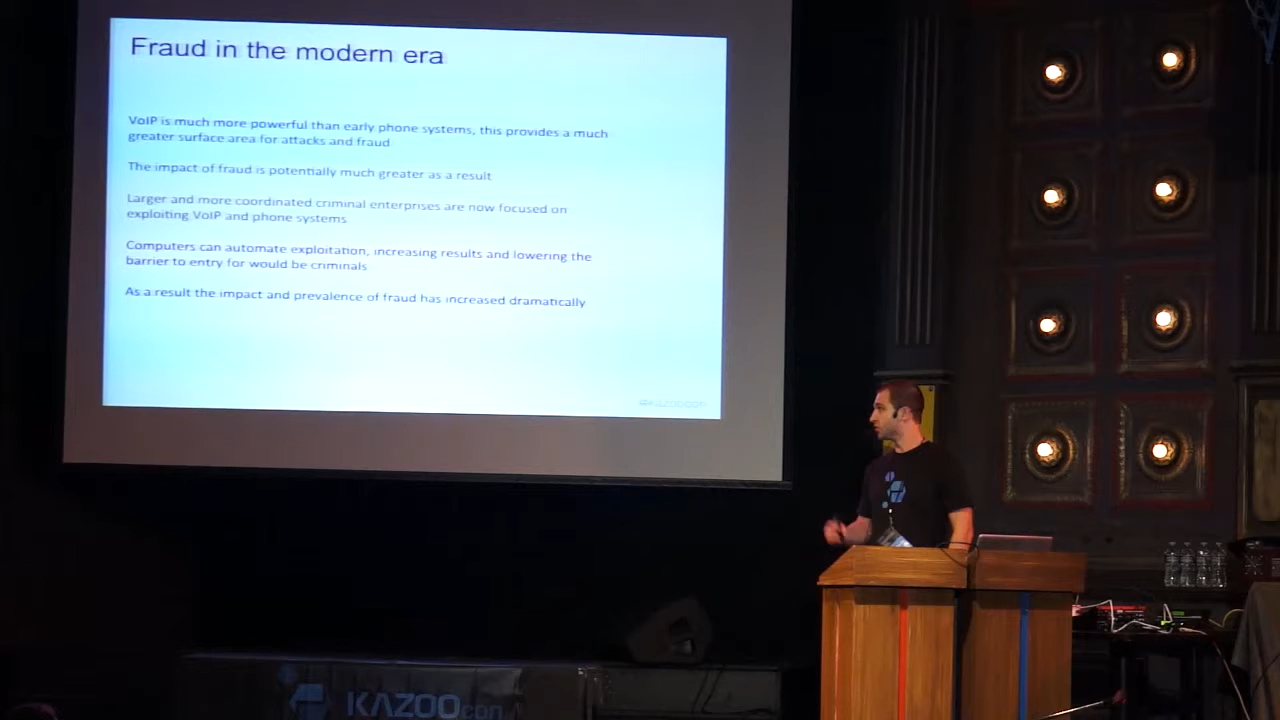 Fraud in the modern era
VoIP is much more powerful than early phone systems, this provides a much
greater surface area for attacks and fraud
The impact of fraud is potentially much greater as a result
Larger and more coordinated criminal enterprises are now focused on
exploiting VoIP and phone systems
Computers can automate exploitation, increasing results and lowering the
barrier to entry for would be criminals
As a result the impact and prevalence of fraud has increased dramatically
KAZOOcon